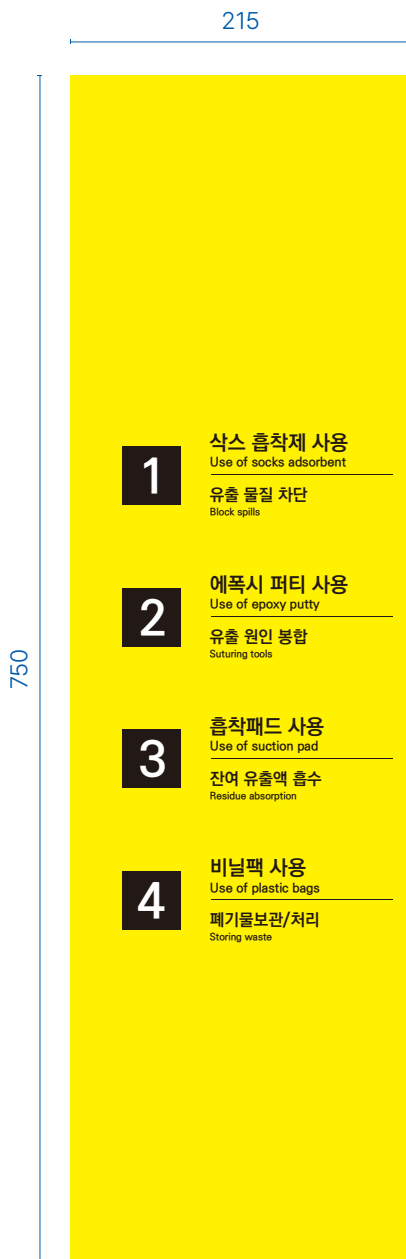 215
750
1
삭스 흡착제 사용
Use of socks adsorbent
유출 물질 차단
Block spills
2
에폭시 퍼티 사용
Use of epoxy putty
유출 원인 봉합
Suturing tools
3
흡착패드 사용
Use of suction pad
잔여 유출액 흡수
Residue absorption
4
비닐팩 사용
Use of plastic bags
폐기물보관/처리
Storing waste